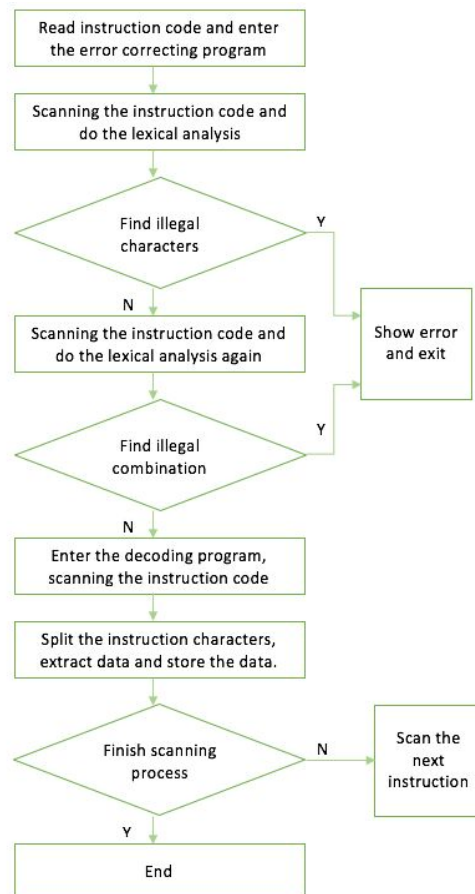 Read instruction code and enter
the error correcting program
Scanning the instruction code and
do the lexical analysis
Find illegal
characters
Y
N
Scanning the instruction code and
do the lexical analysis again
Show error
and exit
Find illegal
combination
Y
N
Enter the decoding program,
scanning the instruction code
Split the instruction characters,
extract data and store the data.
Finish scanning
process
N
Scan the
next
instruction
Y
End